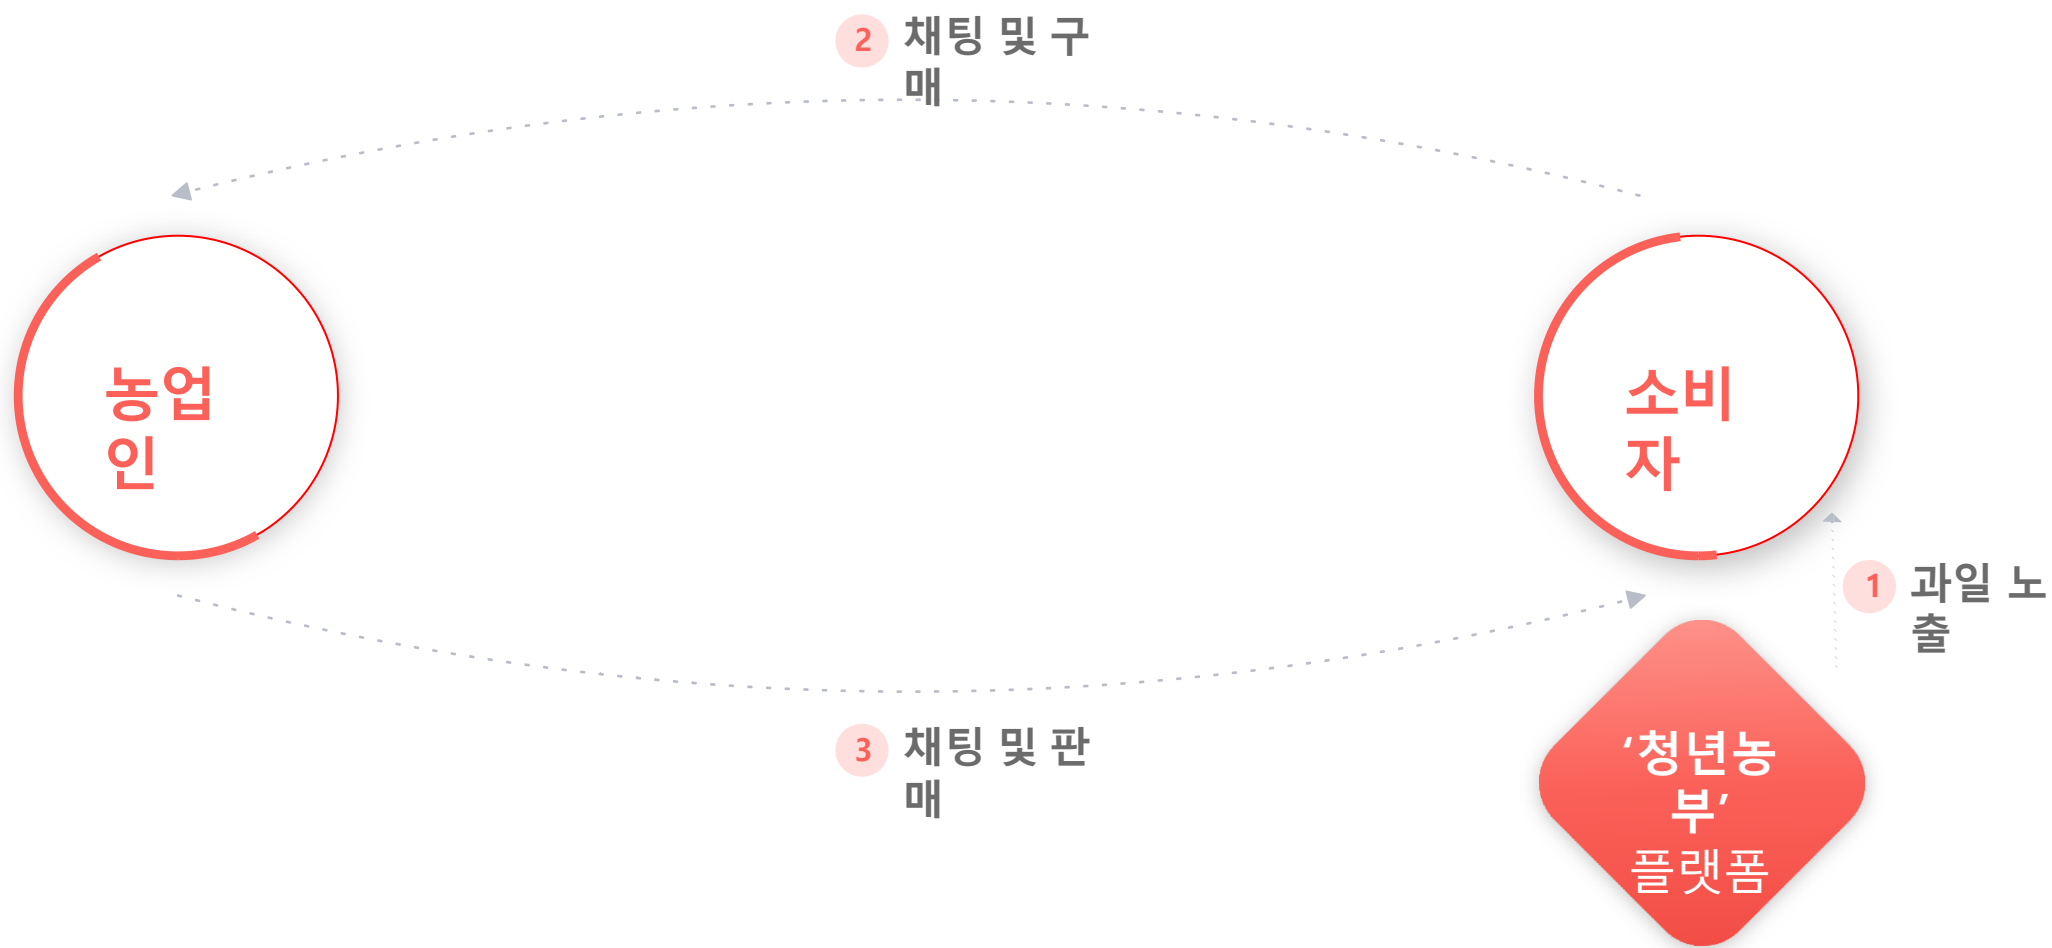 2 채팅 및 구
매
농업
인
소비
자
1 과일 노
출
3 채팅 및 판
매
‘청년농
부’
플랫폼